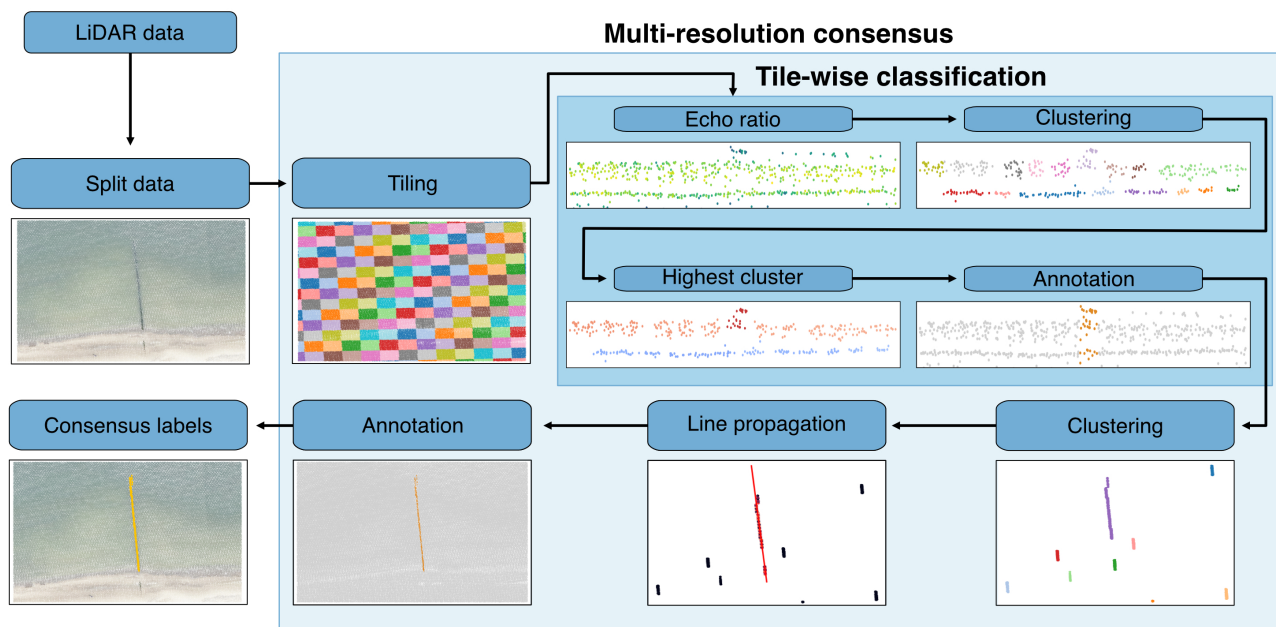 LiDAR data
Multi-resolution consensus
Tile-wise classification
Echo ratio
Clustering
Split data
Tiling
Highest cluster
Annotation
Consensus labels
Annotation
Line propagation
Clustering